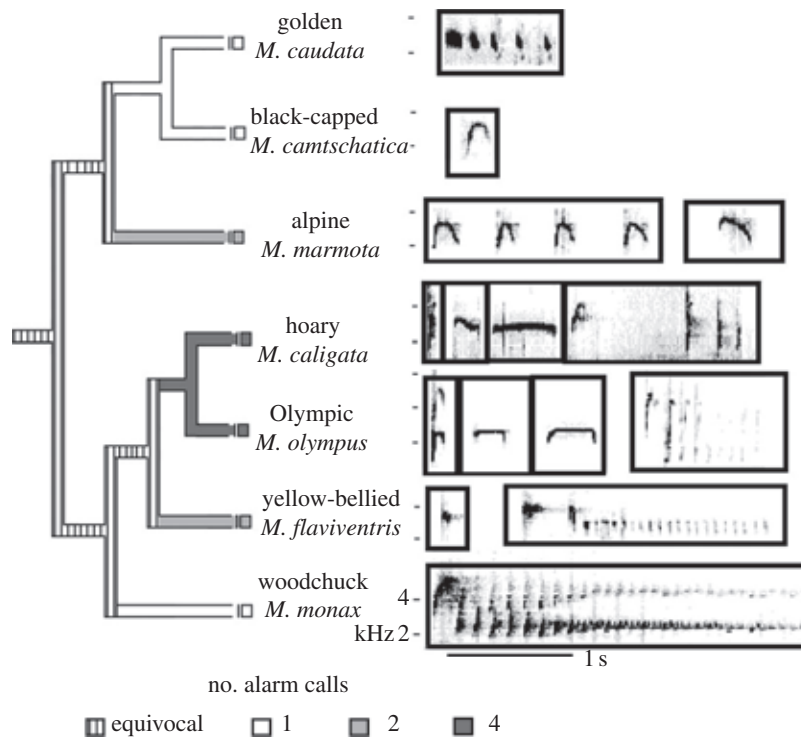 golden
M. caudata
black-capped
M. camtschatica
alpine
M. marmota
hoary
M. caligata
Olympic
M. olympus
yellow-bellied
M. flaviventris
woodchuck
M. monax
4
kHz 2
1 s
no. alarm calls
equivocal 1 2 4